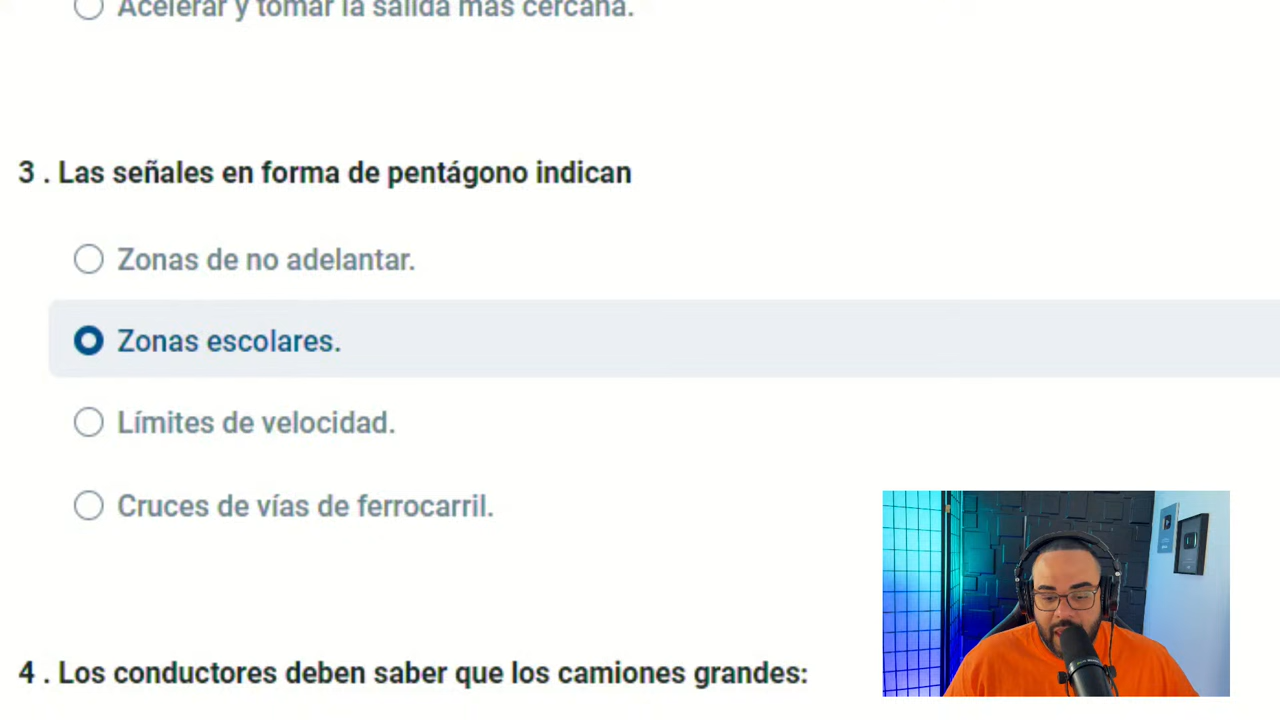 Acelerar y tomar la salida más cercana.
3 . Las señales en forma de pentágono indican
Zonas de no adelantar.
Zonas escolares.
Límites de velocidad.
Cruces de vías de ferrocarril.
4 . Los conductores deben saber que los camiones grandes: